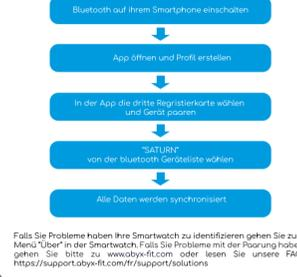 Bluetooth auf ihrem Smartphone einschalten
App öffnen und Profil erstellen
In der App die dritte Regristierkarte wählen
und Gerät paaren
"SATURN"
von der bluetooth Geräteliste wählen
Alle Daten werden synchronisiert
Falls Sie Probleme haben Ihre Smartwatch zu identifizieren gehen Sie zu
Menü "Über" in der Smartwatch. Falls Sie Probleme mit der Paarung habe
gehen Sie bitte zu www.abyx-fit.com oder lesen Sie unsere FA
https://support.abyx-fit.com/fr/support/solutions